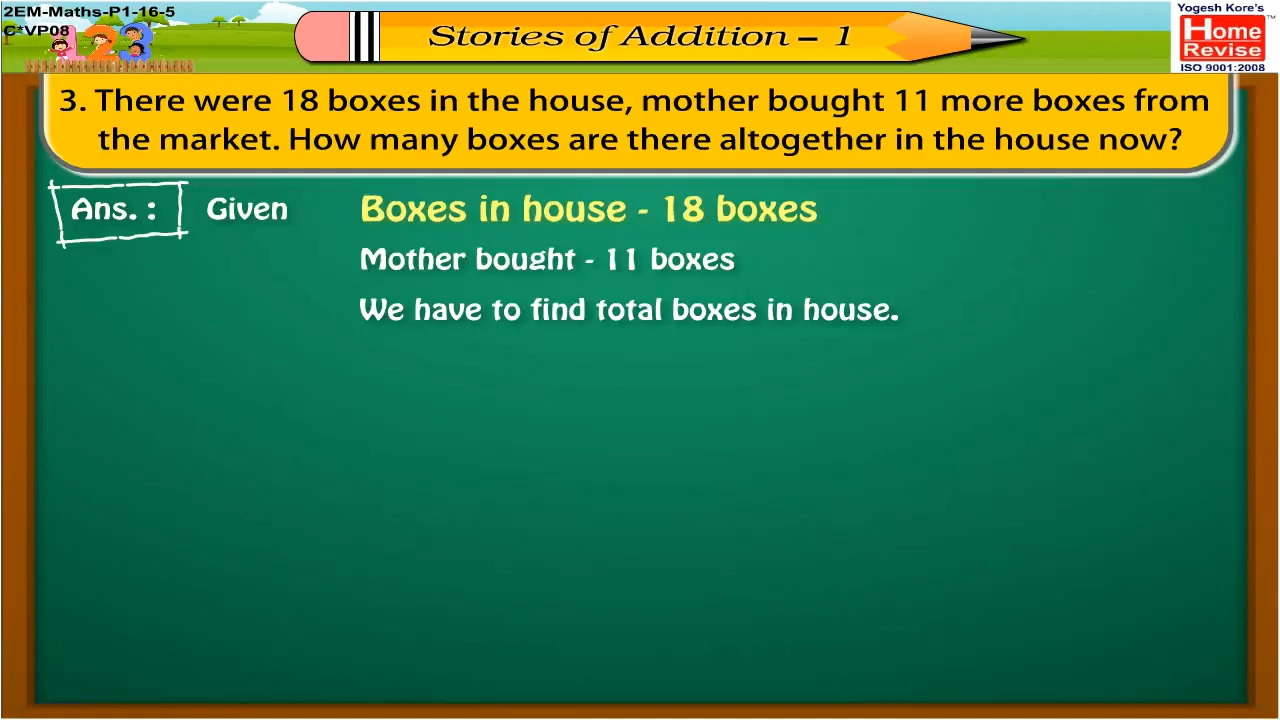 2EM-Maths-P1-16-5
C*VP08
123
Stories of Addition – 1
Yogesh Kore's
Home
Revise
TM
ISO 9001:2008
3. There were 18 boxes in the house, mother bought 11 more boxes from
the market. How many boxes are there altogether in the house now?
Ans. : Given Boxes in house - 18 boxes
Mother bought - 11 boxes
We have to find total boxes in house.